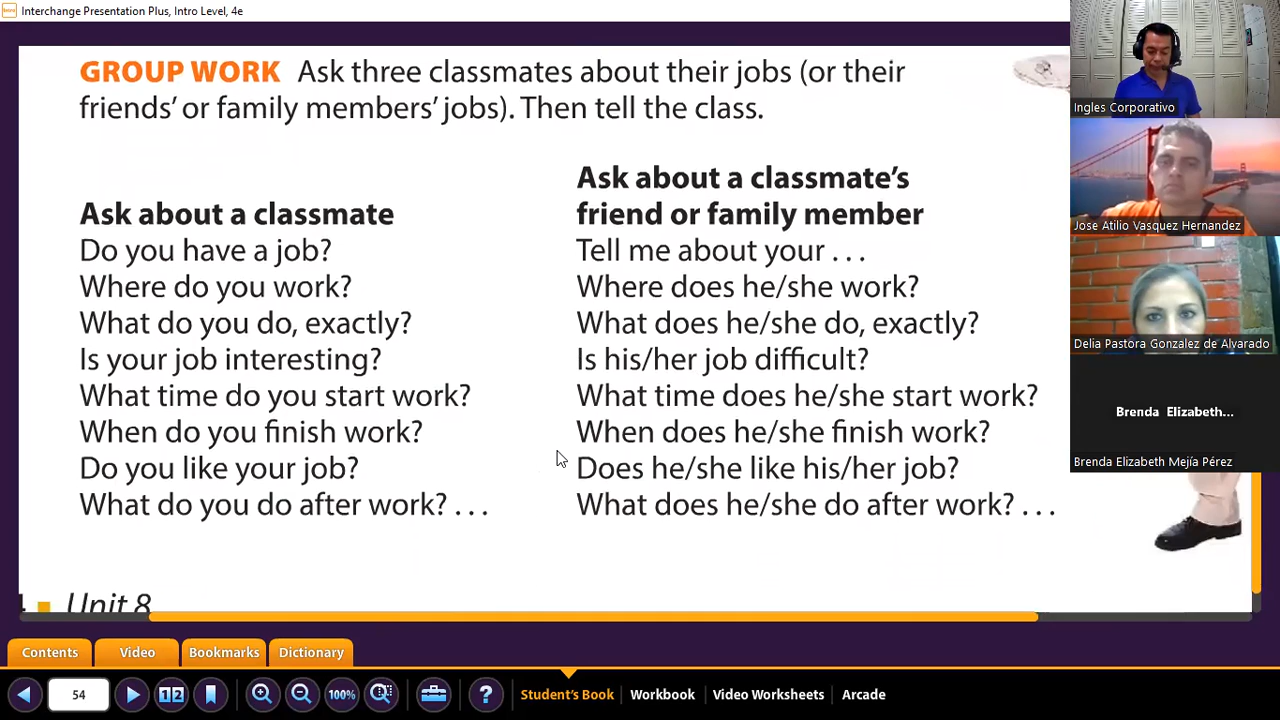 Interchange Presentation Plus, Intro Level, 4e
GROUP WORK Ask three classmates about their jobs (or their
friends' or family members' jobs). Then tell the class.
Ask about a classmate
Do you have a job?
Where do you work?
What do you do, exactly?
Is your job interesting?
What time do you start work?
When do you finish work?
Do you like your job?
What do you do after work? . . .
Ask about a classmate's
friend or family member
Tell me about your . . .
Where does he/she work?
What does he/she do, exactly?
Is his/her job difficult?
What time does he/she start work?
When does he/she finish work?
Does he/she like his/her job?
What does he/she do after work? . . .
Unit 8
Ingles Corporativo
Jose Atilio Vasquez Hernandez
Delia Pastora Gonzalez de Alvarado
Brenda Elizabeth...
Brenda Elizabeth Mejía Pérez
Contents Video Bookmarks Dictionary
54 1 2 100% ? Student's Book Workbook Video Worksheets Arcade